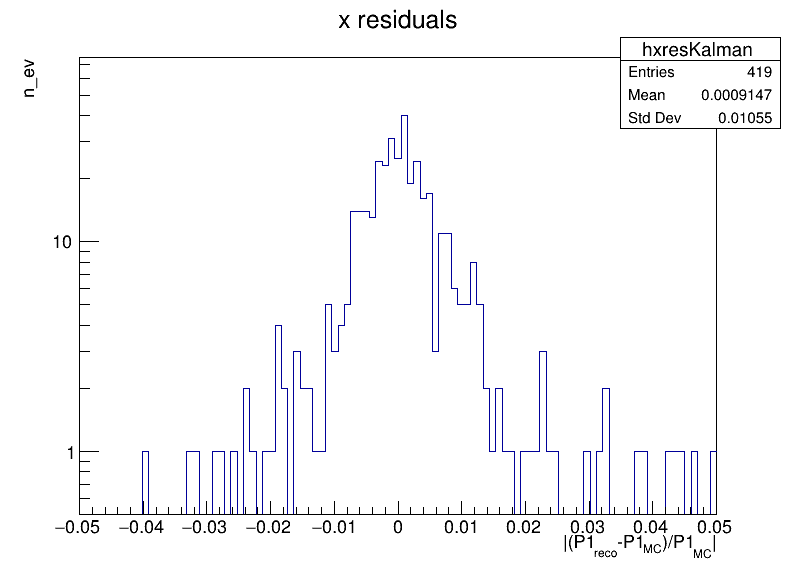 x residuals
hxresKalman
Entries 419
Mean 0.0009147
Std Dev 0.01055
n_ev
10
1
−0.05 −0.04 −0.03 −0.02 −0.01 0 0.01 0.02 0.03 0.04 0.05
|(P1reco-P1MC)/P1MC|